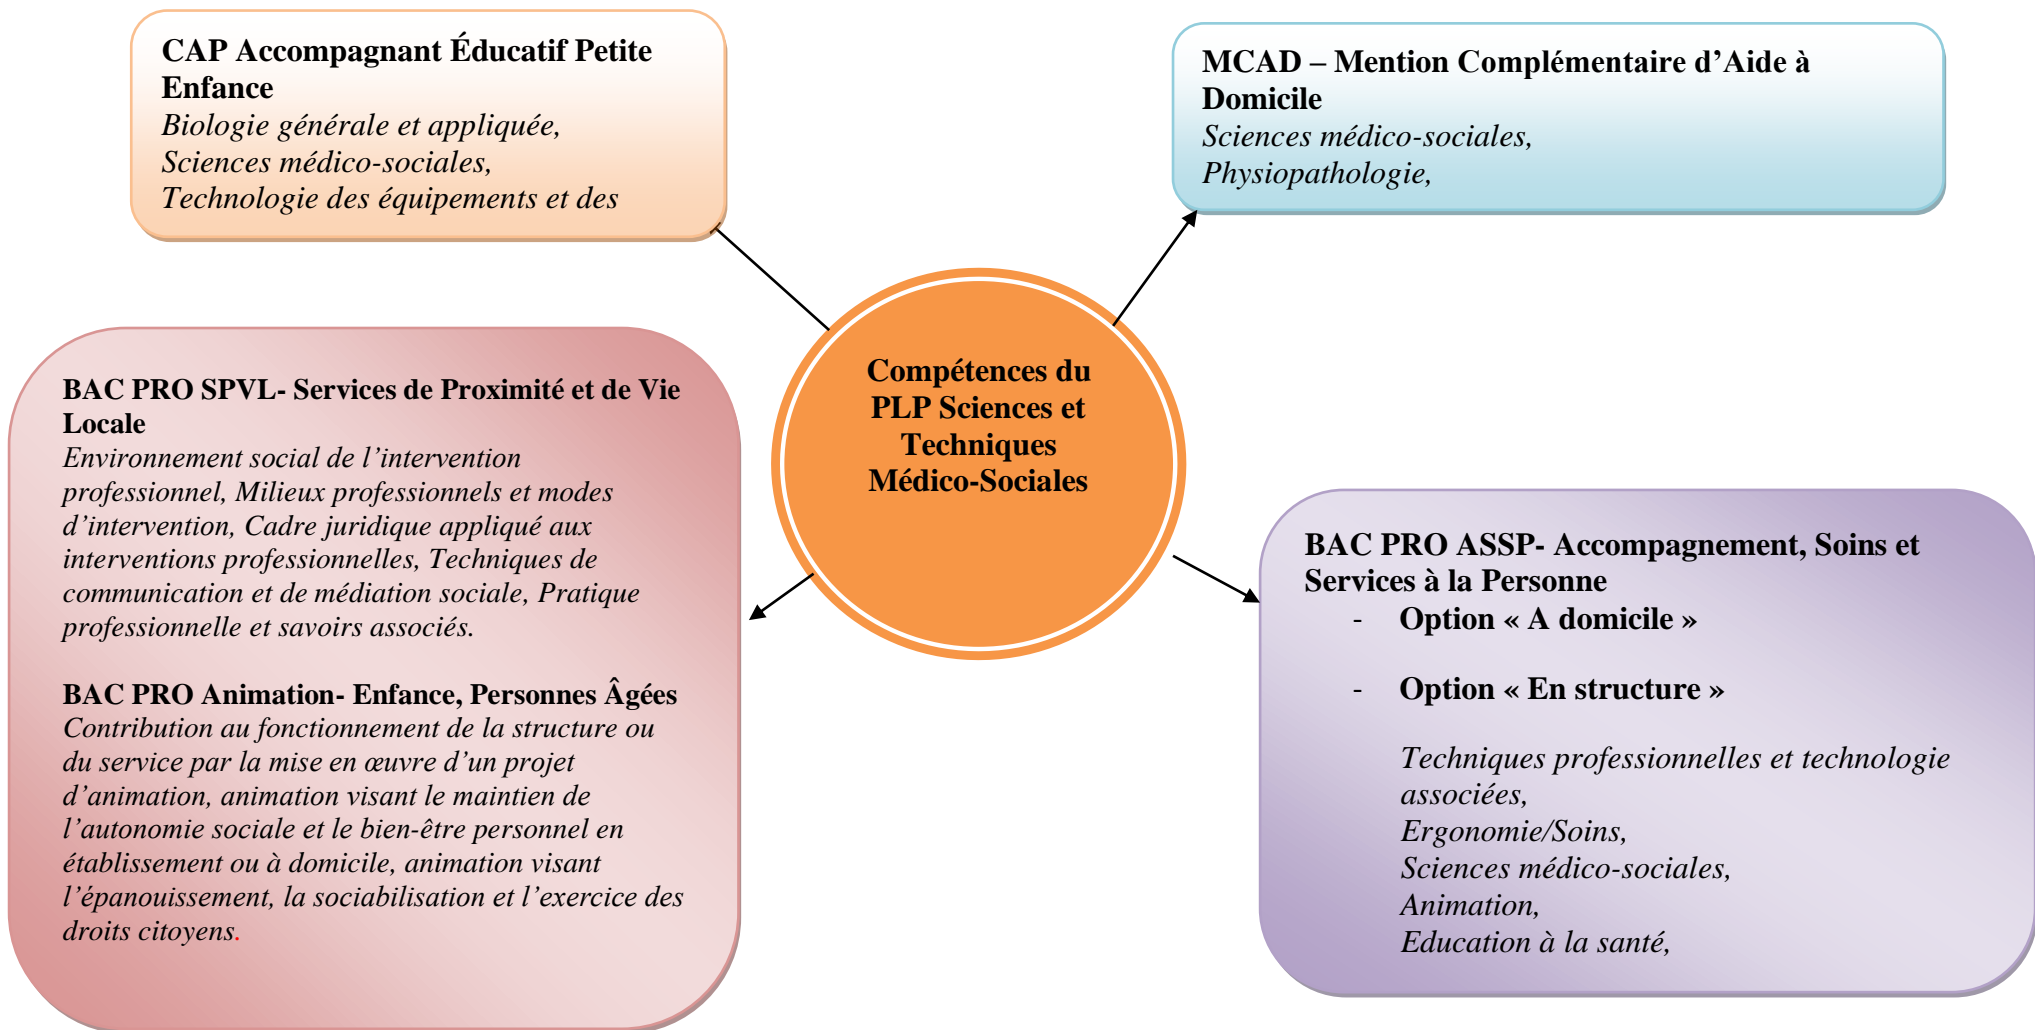 CAP Accompagnant Éducatif Petite
Enfance
Biologie générale et appliquée,
Sciences médico-sociales,
Technologie des équipements et des
MCAD – Mention Complémentaire d’Aide à
Domicile
Sciences médico-sociales,
Physiopathologie,
Compétences du
PLP Sciences et
Techniques
Médico-Sociales
BAC PRO SPVL- Services de Proximité et de Vie
Locale
Environnement social de l’intervention
professionnel, Milieux professionnels et modes
d’intervention, Cadre juridique appliqué aux
interventions professionnelles, Techniques de
communication et de médiation sociale, Pratique
professionnelle et savoirs associés.
BAC PRO Animation- Enfance, Personnes Âgées
Contribution au fonctionnement de la structure ou
du service par la mise en œuvre d’un projet
d’animation, animation visant le maintien de
l’autonomie sociale et le bien-être personnel en
établissement ou à domicile, animation visant
l’épanouissement, la sociabilisation et l’exercice des
droits citoyens.
BAC PRO ASSP- Accompagnement, Soins et
Services à la Personne
- Option « A domicile »
- Option « En structure »
Techniques professionnelles et technologie
associées,
Ergonomie/Soins,
Sciences médico-sociales,
Animation,
Education à la santé,